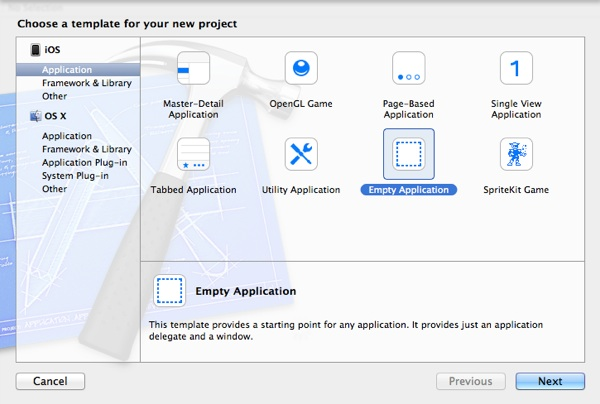 Choose a template for your new project
iOS
Application
Framework & Library
Other
OS X
Application
Framework & Library
Application Plug-in
System Plug-in
Other
Master-Detail
Application
OpenGL Game
Page-Based
Application
1
Single View
Application
Tabbed Application
Utility Application
Empty Application
SpriteKit Game
Empty Application
This template provides a starting point for any application. It provides just an application
delegate and a window.
Cancel
Previous
Next